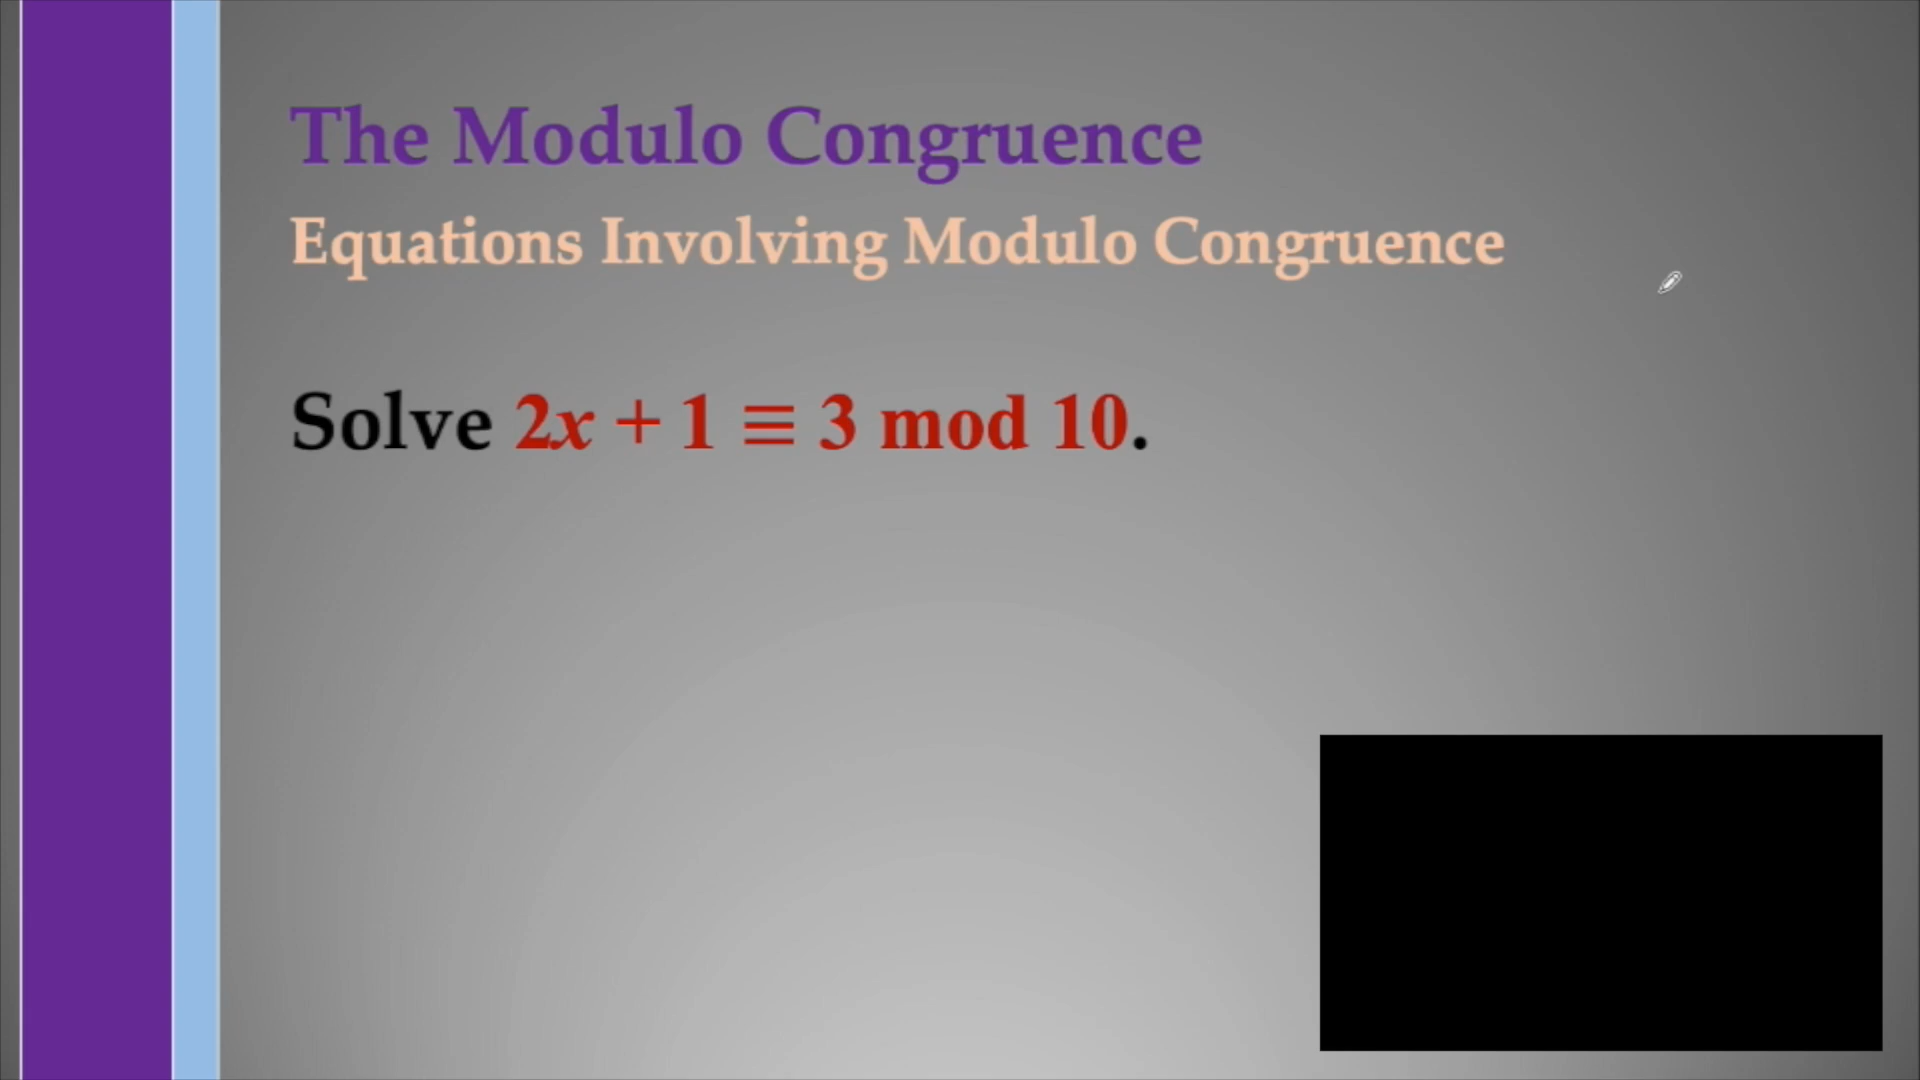 The Modulo Congruence
Equations Involving Modulo Congruence
Solve 2x + 1 ≡ 3 mod 10.